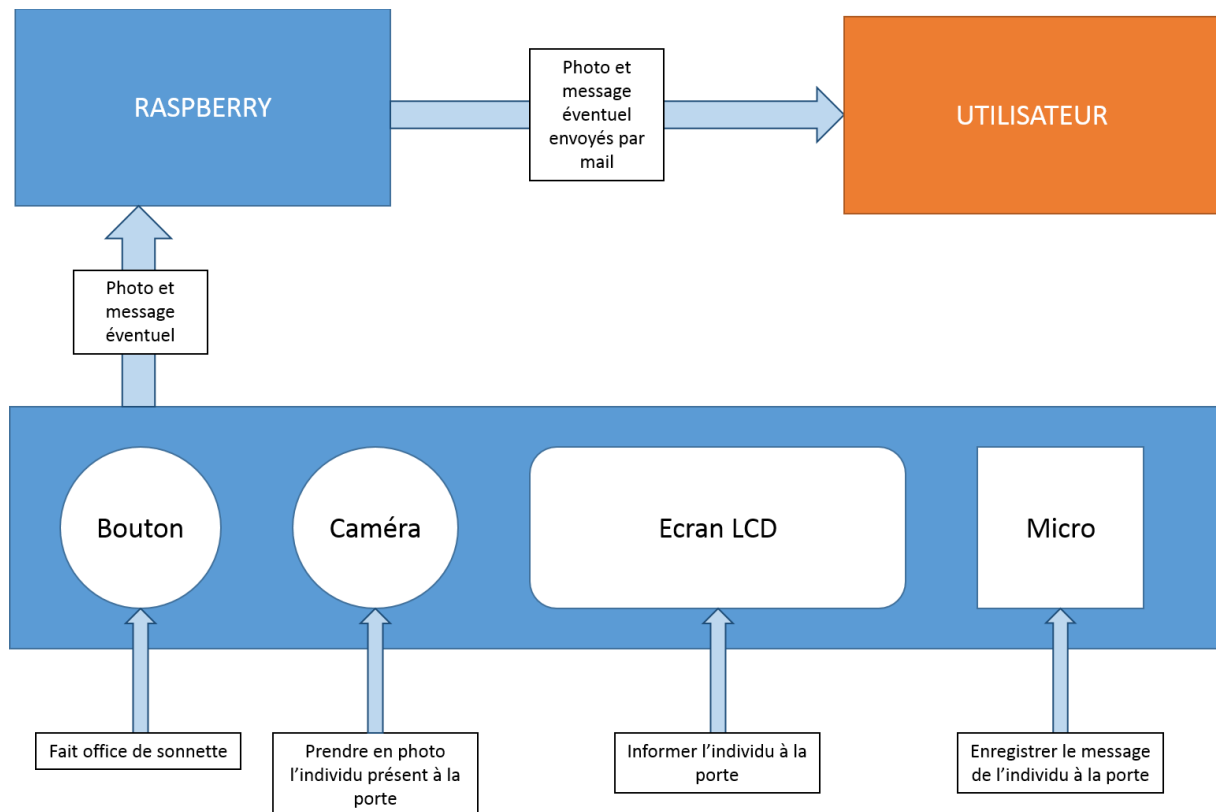 RASPBERRY
Photo et
message
éventuel
envoyés par
mail
UTILISATEUR
Photo et
message
éventuel
Bouton
Caméra
Ecran LCD
Micro
Fait office de sonnette
Prendre en photo
l’individu présent à la
porte
Informer l’individu à la
porte
Enregistrer le message
de l’individu à la porte